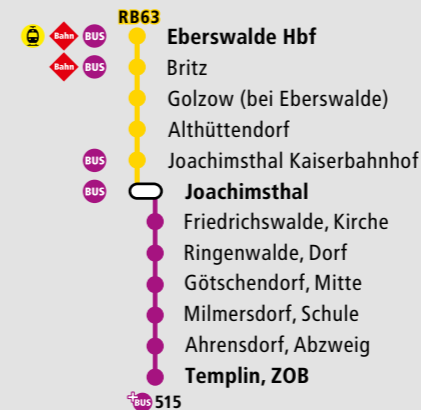 RB63
Bahn BUS Eberswalde Hbf
Bahn BUS Britz
Golzow (bei Eberswalde)
Althüttendorf
BUS Joachimsthal Kaiserbahnhof
BUS Joachimsthal
Friedrichswalde, Kirche
Ringenwalde, Dorf
Götschendorf, Mitte
Milmersdorf, Schule
Ahrensdorf, Abzweig
Templin, ZOB
+BUS 515